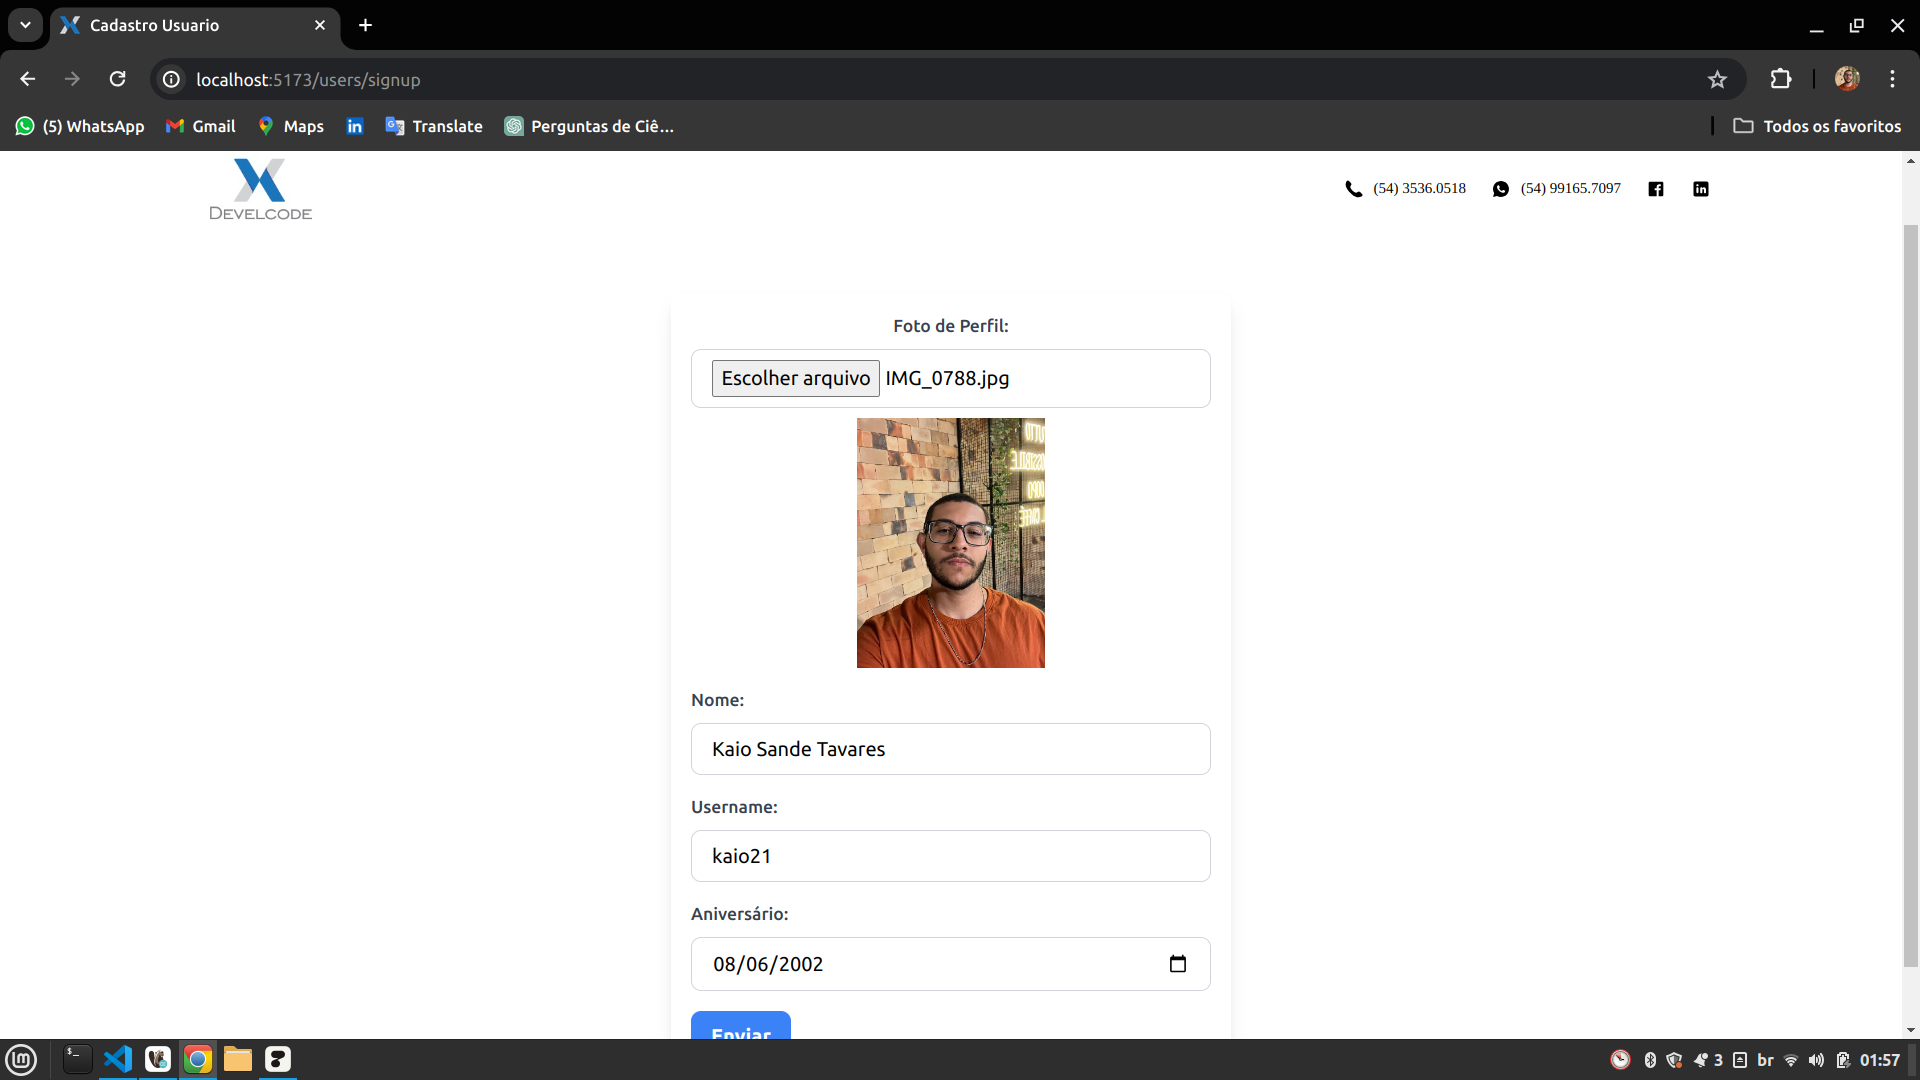 Cadastro Usuario
localhost:5173/users/signup
(5) WhatsApp
Gmail
Maps
Translate
Perguntas de Ciê...
Todos os favoritos
DEVELCODE
(54) 3536.0518
(54) 99165.7097
Foto de Perfil:
Escolher arquivo IMG_0788.jpg
Nome:
Kaio Sande Tavares
Username:
kaio21
Aniversário:
08/06/2002
Enviar
3
br
01:57